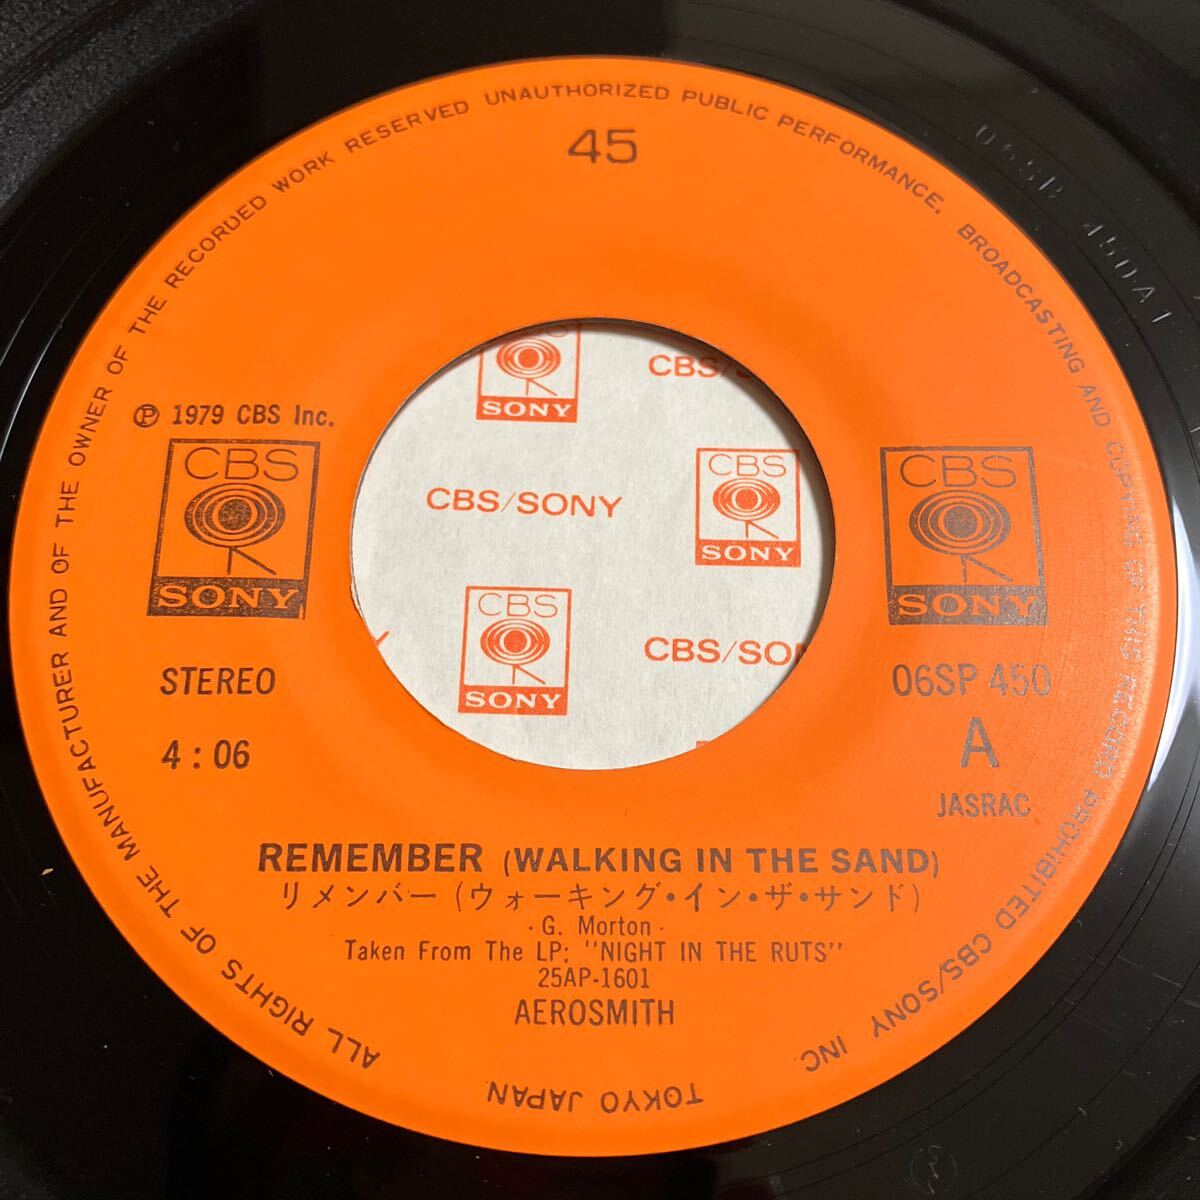 ALL RIGHTS OF THE MANUFACTURER AND OF THE OWNER OF THE RECORDED WORK RESERVED UNAUTHORIZED PUBLIC PERFORMANCE, BROADCASTING AND COPYING OF THIS RECORD PROHIBITED CBS/SONY INC.
TOKYO JAPAN
45
℗ 1979 CBS Inc.
CBS
SONY
STEREO
4:06
CBS
SONY
06SP 450
A
JASRAC
REMEMBER (WALKING IN THE SAND)
リメンバー (ウォーキング・イン・ザ・サンド)
· G. Morton ·
Taken From The LP: "NIGHT IN THE RUTS"
25AP-1601
AEROSMITH
SONY
CBS/
CBS/SONY
CBS
SONY
CBS
SONY
CBS/SO
06SP 450A1